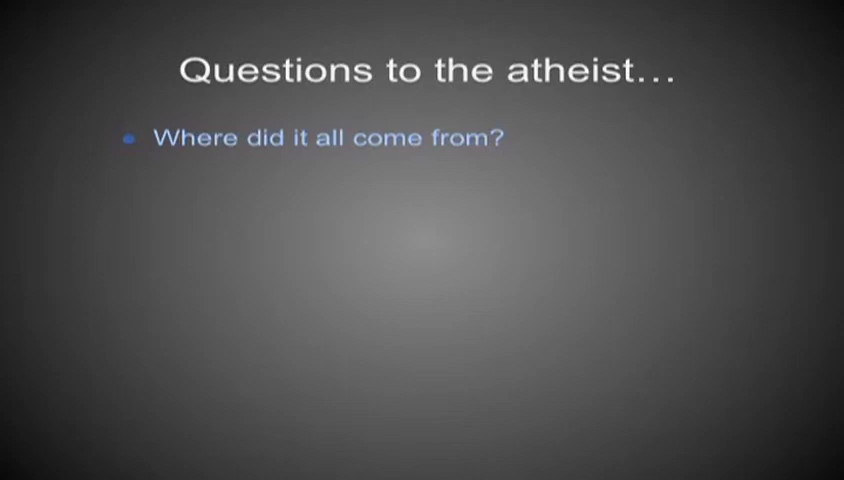 Questions to the atheist…
Where did it all come from?